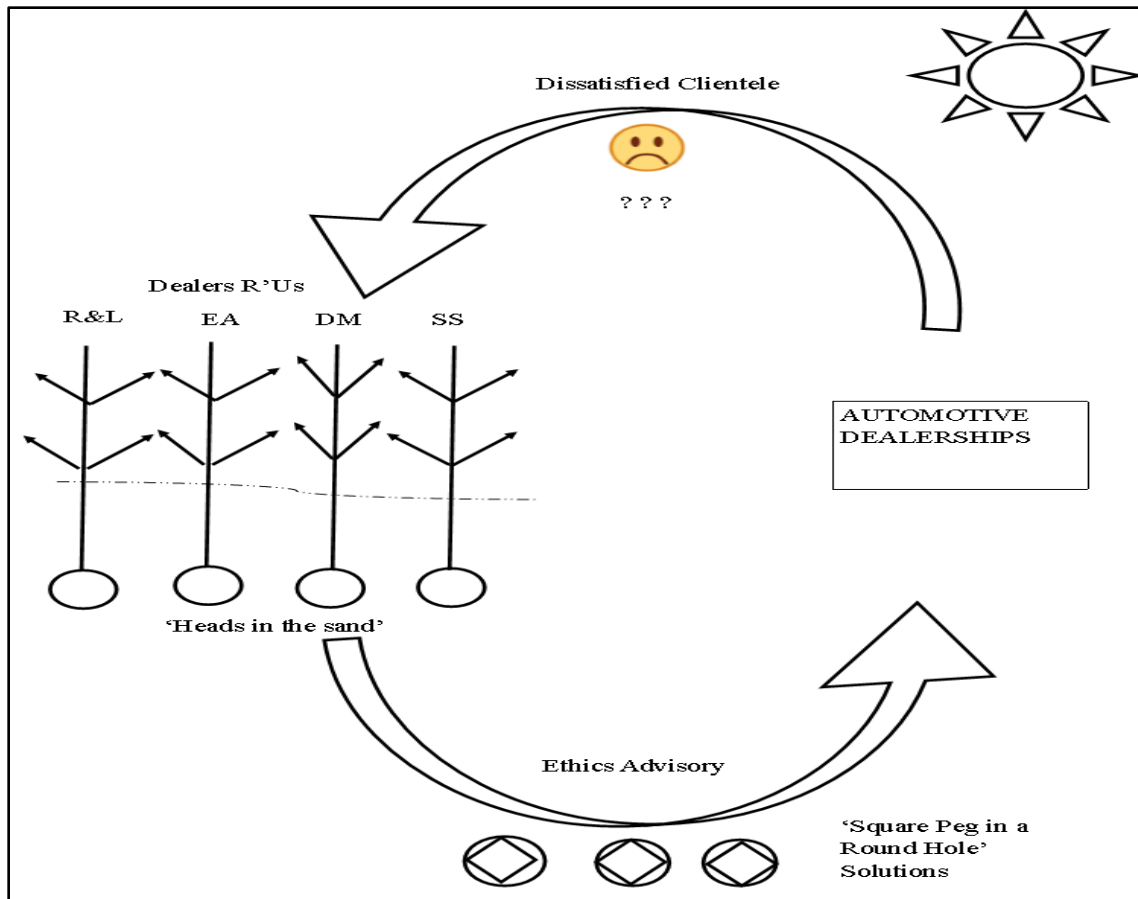 Dissatisfied Clientele
? ? ?
Dealers R’Us
R&L EA DM SS
AUTOMOTIVE
DEALERSHIPS
‘Heads in the sand’
Ethics Advisory
‘Square Peg in a
Round Hole’
Solutions